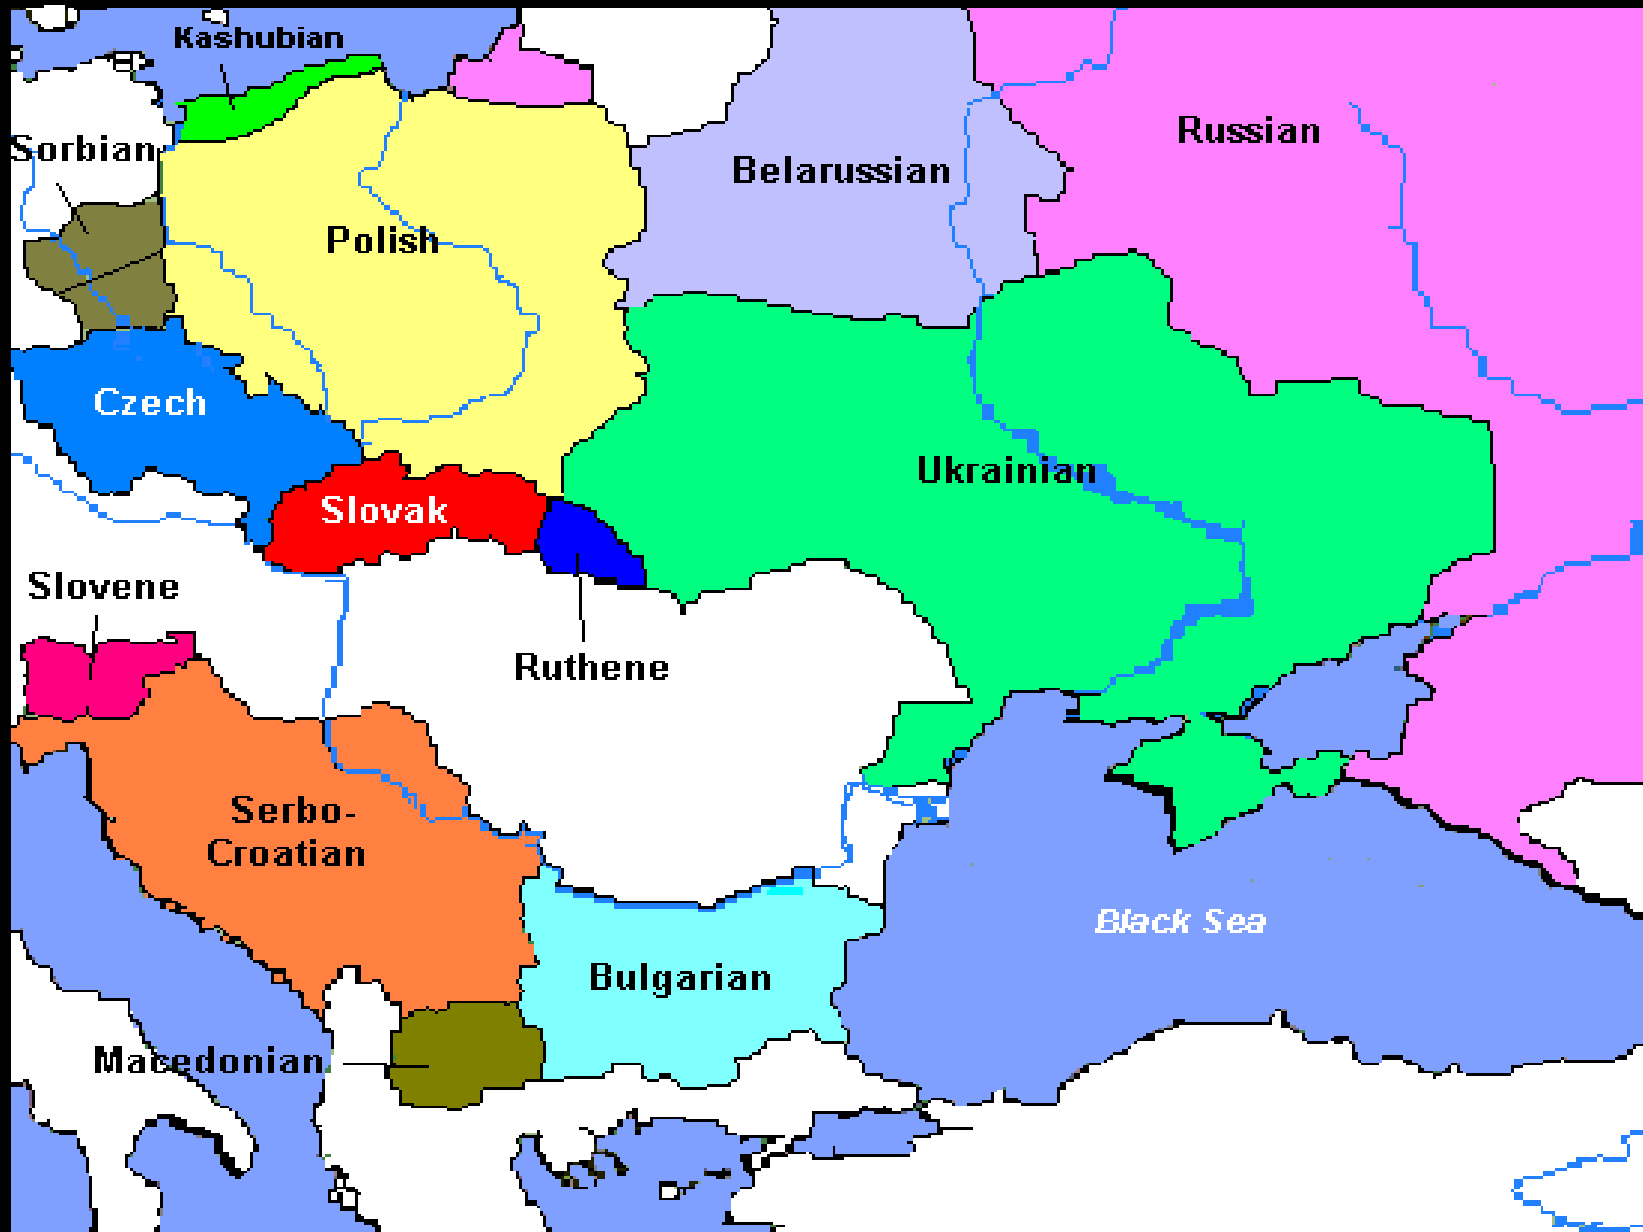 Kashubian
Russian
Sorbian
Belarussian
Polish
Czech
Ukrainian
Slovak
Slovene
Ruthene
Serbo-
Croatian
Black Sea
Bulgarian
Macedonian